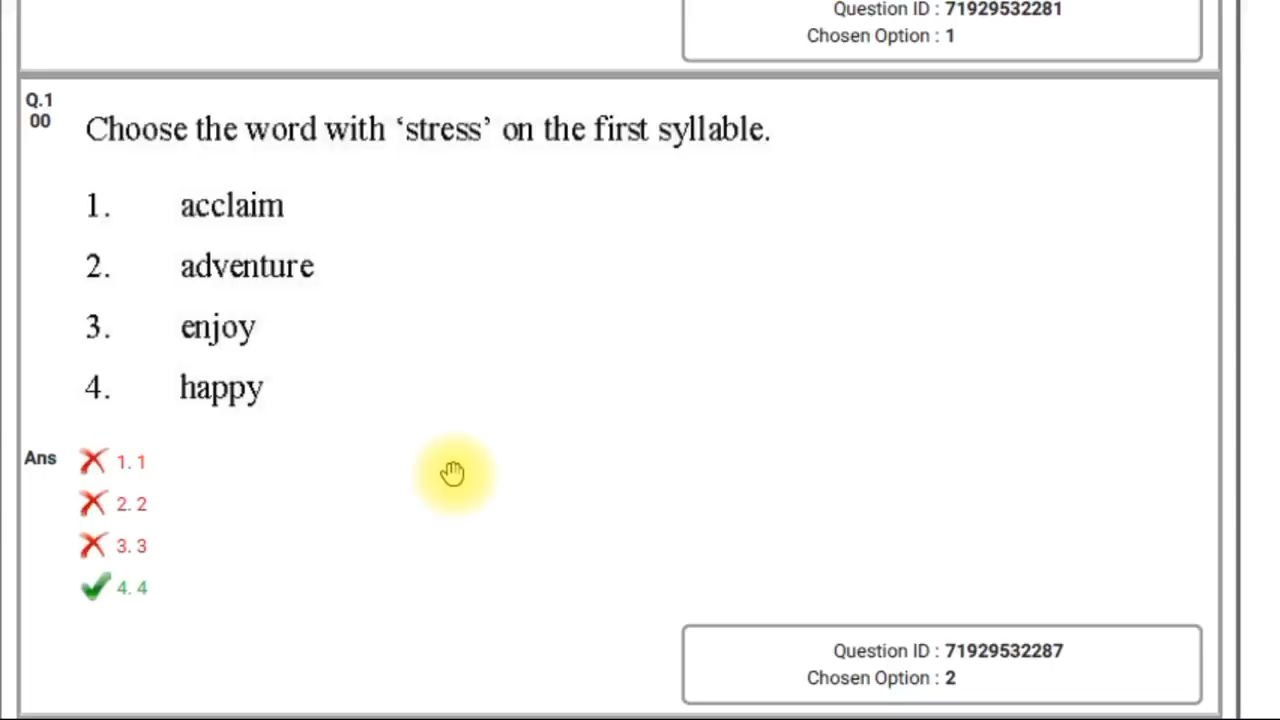 Question ID : 71929532281
Chosen Option : 1
Q.1
00
Choose the word with ‘stress’ on the first syllable.
1. acclaim
2. adventure
3. enjoy
4. happy
Ans
1. 1
2. 2
3. 3
4. 4
Question ID : 71929532287
Chosen Option : 2